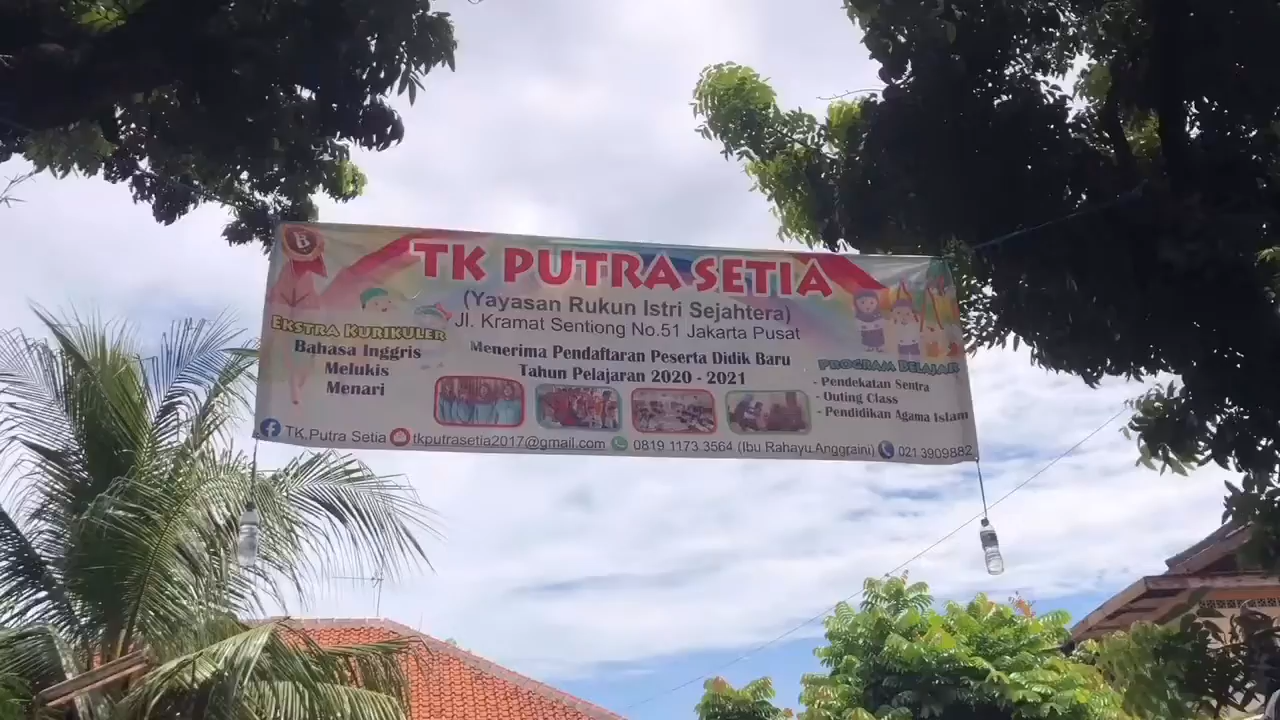 B
TK PUTRA SETIA
(Yayasan Rukun Istri Sejahtera)
Jl. Kramat Sentiong No.51 Jakarta Pusat
EKSTRA KURIKULER
Bahasa Inggris
Melukis
Menari
Menerima Pendaftaran Peserta Didik Baru
Tahun Pelajaran 2020 - 2021
PROGRAM BELAJAR
- Pendekatan Sentra
- Outing Class
- Pendidikan Agama Islam
TK.Putra Setia tkputrasetia2017@gmail.com 0819 1173 3564 (Ibu Rahayu Anggraini) 021 3909882